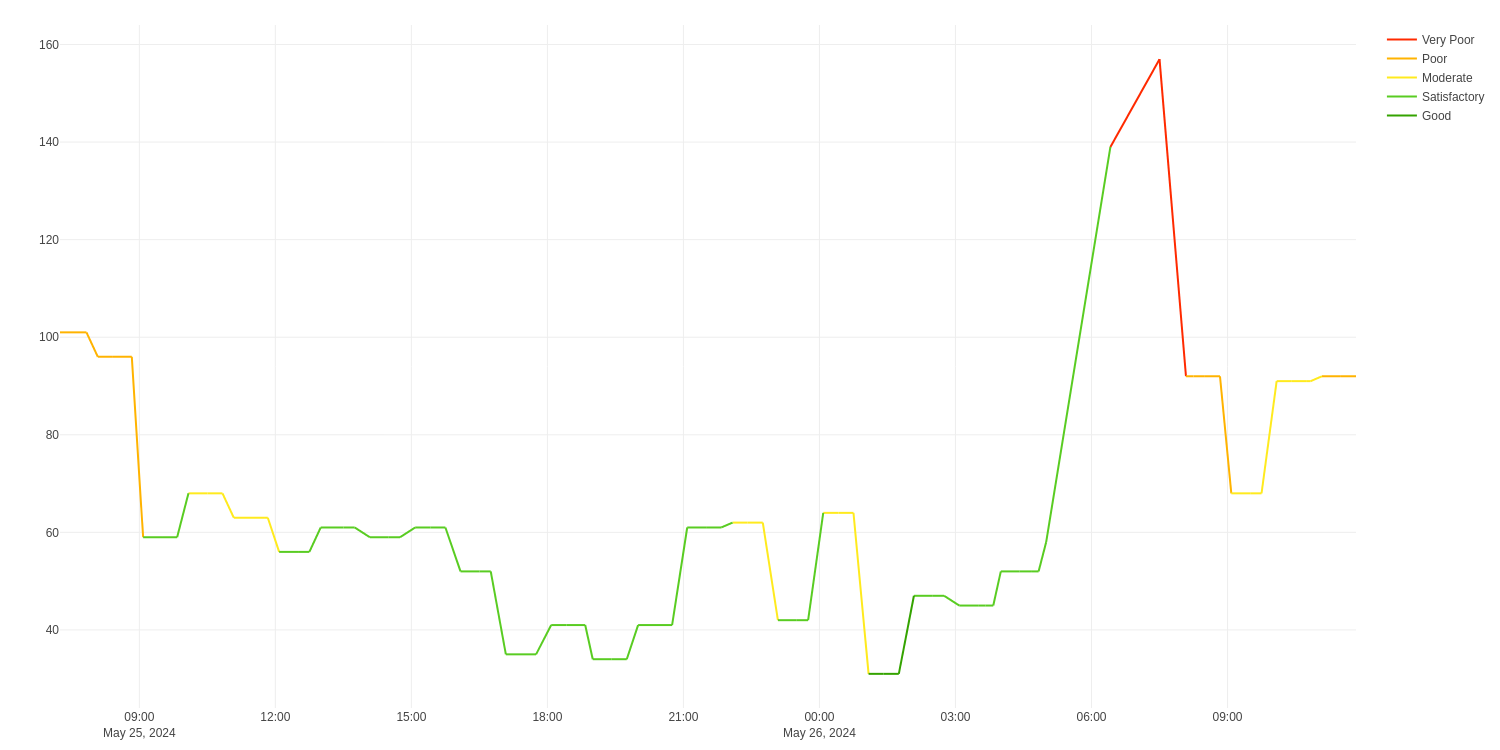 160
140
120
100
80
60
40
09:00
12:00
15:00
18:00
21:00
00:00
03:00
06:00
09:00
May 25, 2024
May 26, 2024
Very Poor
Poor
Moderate
Satisfactory
Good